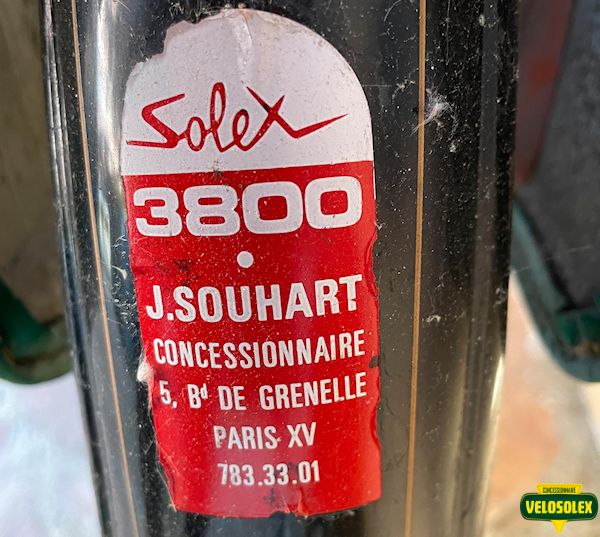 Solex
3800
•
J.SOUHART
CONCESSIONNAIRE
5, Bd DE GRENELLE
PARIS XV
783.33.01
CONCESSIONNAIRE
VELOSOLEX